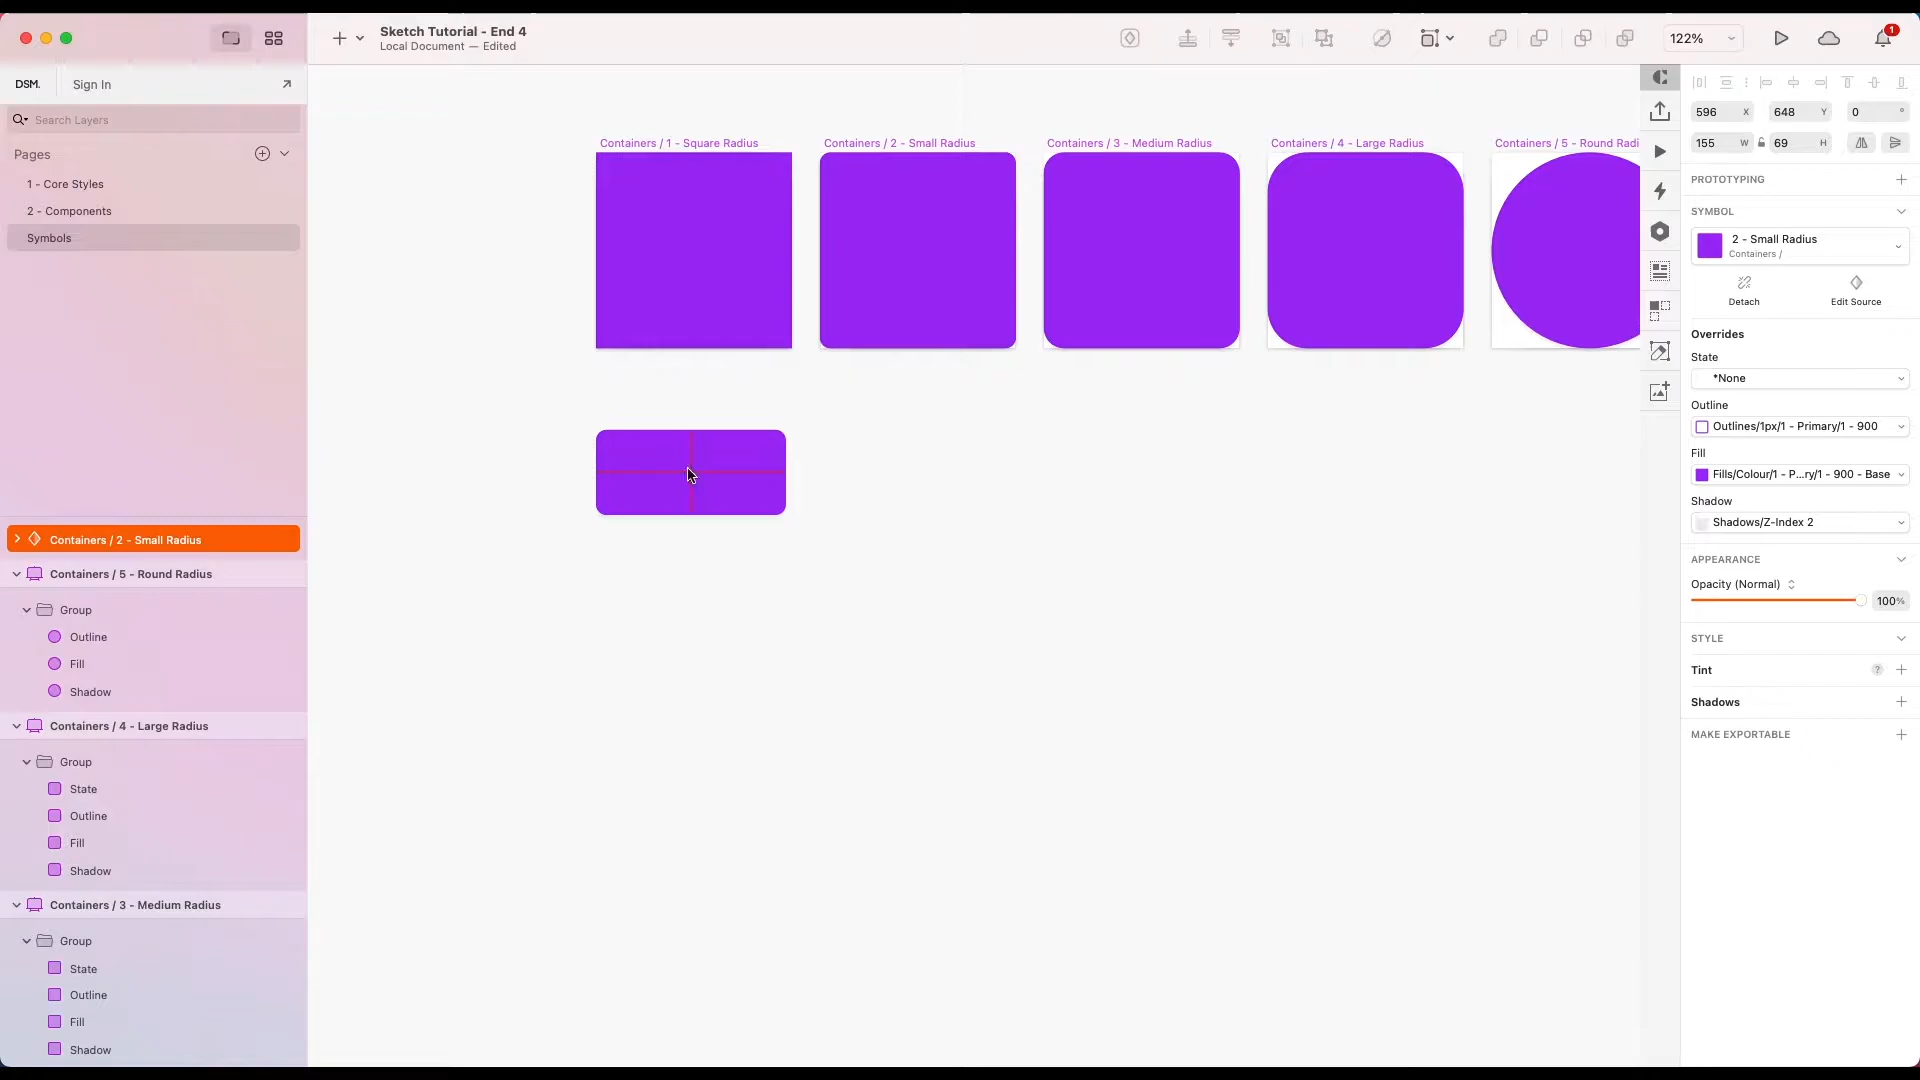 Sketch Tutorial - End 4
Local Document — Edited
122%
1
DSM.
Sign In
Search Layers
Pages
1 - Core Styles
2 - Components
Symbols
Containers / 2 - Small Radius
Containers / 5 - Round Radius
Group
Outline
Fill
Shadow
Containers / 4 - Large Radius
Group
State
Outline
Fill
Shadow
Containers / 3 - Medium Radius
Group
State
Outline
Fill
Shadow
Containers / 1 - Square Radius
Containers / 2 - Small Radius
Containers / 3 - Medium Radius
Containers / 4 - Large Radius
Containers / 5 - Round Radi
596 X 648 Y 0 °
155 W 69 H
PROTOTYPING
SYMBOL
2 - Small Radius
Containers /
Detach
Edit Source
Overrides
State
*None
Outline
Outlines/1px/1 - Primary/1 - 900
Fill
Fills/Colour/1 - P...ry/1 - 900 - Base
Shadow
Shadows/Z-Index 2
APPEARANCE
Opacity (Normal)
100%
STYLE
Tint ?
Shadows
MAKE EXPORTABLE